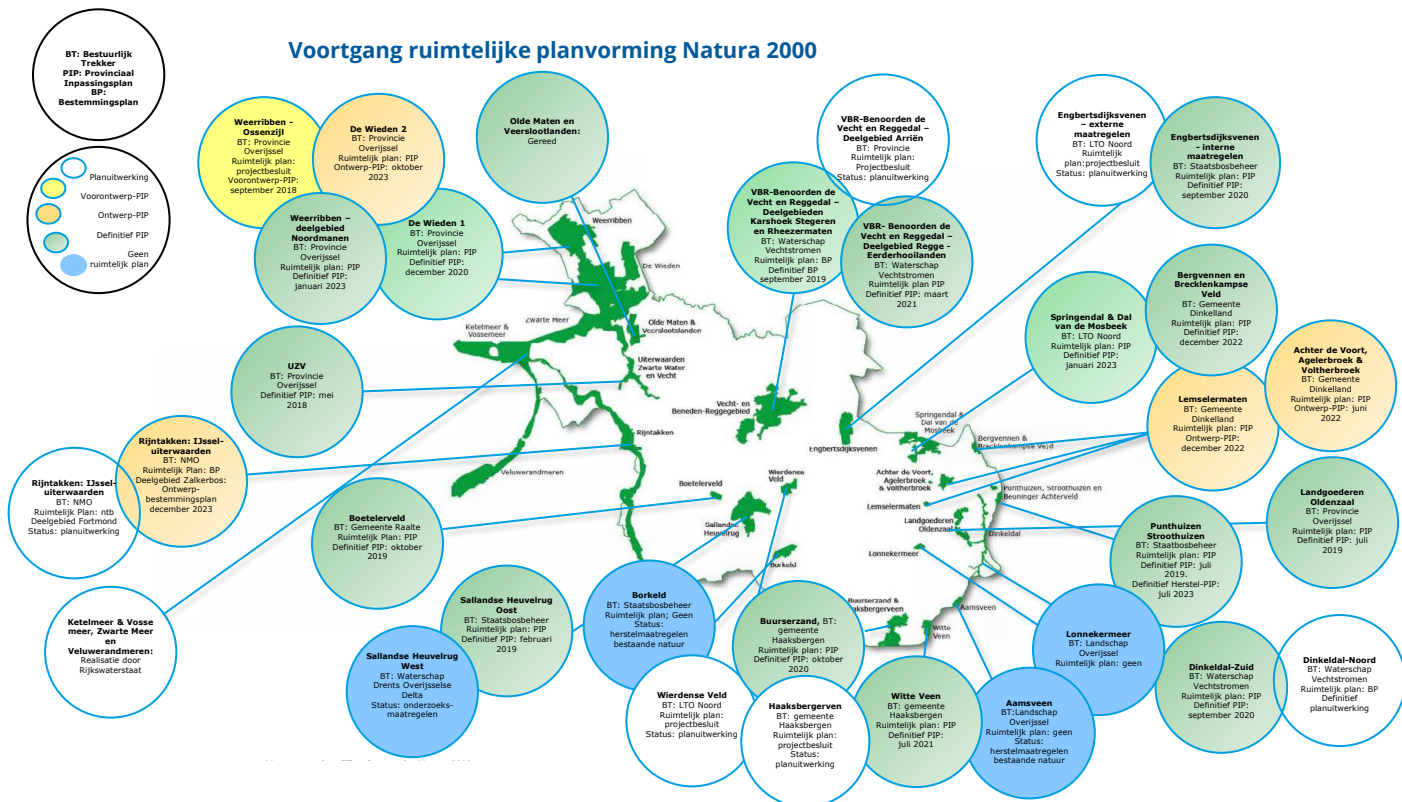 Voortgang ruimtelijke planvorming Natura 2000
BT: Bestuurlijk
Trekker
PIP: Provinciaal
Inpassingsplan
BP:
Bestemmingsplan
Planuitwerking
Voorontwerp-PIP
Ontwerp-PIP
Definitief PIP
Geen
ruimtelijk plan
Weerribben -
Ossenzijl
BT: Provincie
Overijssel
Ruimtelijk plan:
projectbesluit
Voorontwerp-PIP:
september 2018
De Wieden 2
BT: Provincie
Overijssel
Ruimtelijk plan: PIP
Ontwerp-PIP: oktober
2023
Weerribben –
deelgebied
Noordmanen
BT: Provincie
Overijssel
Ruimtelijk plan: PIP
Definitief PIP:
januari 2023
De Wieden 1
BT: Provincie
Overijssel
Ruimtelijk plan: PIP
Definitief PIP:
december 2020
Olde Maten en
Veerslootlanden:
Gereed
VBR-Benoorden de
Vecht en Reggedal –
Deelgebied Arriën
BT: Provincie
Ruimtelijk plan:
Projectbesluit
Status: planuitwerking
VBR-Benoorden de
Vecht en Reggedal –
Deelgebieden
Karshoek Stegeren
en Rheezermaten
BT: Waterschap
Vechtstromen
Ruimtelijk plan: BP
Definitief BP
september 2019
VBR- Benoorden de
Vecht en Reggedal –
Deelgebied Regge -
Eerderhooilanden
BT: Waterschap
Vechtstromen
Ruimtelijk plan PIP
Definitief PIP: maart
2021
Engbertsdijksvenen
– externe
maatregelen
BT: LTO Noord
Ruimtelijk
plan:projectbesluit
Status: planuitwerking
Engbertsdijksvenen
- interne
maatregelen
BT: Staatsbosbeheer
Ruimtelijk plan: PIP
Definitief PIP:
september 2020
Bergvennen en
Brecklenkampse
Veld
BT: Gemeente
Dinkelland
Ruimtelijk plan: PIP
Definitief PIP:
december 2022
Springendal & Dal
van de Mosbeek
BT: LTO Noord
Ruimtelijk plan: PIP
Definitief PIP:
januari 2023
Achter de Voort,
Agelerbroek &
Voltherbroek
BT: Gemeente
Dinkelland
Ruimtelijk plan: PIP
Ontwerp-PIP: juni
2022
Lemselermaten
BT: Gemeente
Dinkelland
Ruimtelijk plan: PIP
Ontwerp-PIP:
december 2022
Landgoederen
Oldenzaal
BT: Provincie
Overijssel
Ruimtelijk plan: PIP
Definitief PIP:
juli 2019
Punthuizen
Stroothuizen
BT: Staatbosbeheer
Ruimtelijk plan: PIP
Definitief PIP: juli
2019.
Definitief Herstel-PIP:
juli 2023
UZV
BT: Provincie
Overijssel
Definitief PIP: mei
2018
Rijntakken: IJssel-
uiterwaarden
BT: NMO
Ruimtelijk Plan: BP
Deelgebied Zalkerbos:
Ontwerp-
bestemmingsplan
december 2023
Rijntakken: IJssel-
uiterwaarden
BT: NMO
Ruimtelijk Plan: ntb
Deelgebied Fortmond
Status: planuitwerking
Boetelerveld
BT: Gemeente Raalte
Ruimtelijk Plan: PIP
Definitief PIP: oktober
2019
Ketelmeer & Vosse
meer, Zwarte Meer
en
Veluwerandmeren:
Realisatie door
Rijkswaterstaat
Sallandse Heuvelrug
Oost
BT: Staatsbosbeheer
Ruimtelijk plan: PIP
Definitief PIP: februari
2019
Sallandse Heuvelrug
West
BT: Waterschap
Drents Overijsselse
Delta
Status: onderzoeks-
maatregelen
Borkeld
BT: Staatsbosbeheer
Ruimtelijk plan; Geen
Status:
herstelmaatregelen
bestaande natuur
Wierdense Veld
BT: LTO Noord
Ruimtelijk plan:
projectbesluit
Status: planuitwerking
Buurserzand, BT:
gemeente
Haaksbergen
Ruimtelijk plan: PIP
Definitief PIP: oktober
2020
Haaksbergerven
BT: gemeente
Haaksbergen
Ruimtelijk plan:
projectbesluit
Status:
planuitwerking
Witte Veen
BT: gemeente
Haaksbergen
Ruimtelijk plan: PIP
Definitief PIP:
juli 2021
Aamsveen
BT:Landschap
Overijssel
Ruimtelijk plan: geen
Status:
herstelmaatregelen
bestaande natuur
Lonnekermeer
BT: Landschap
Overijssel
Ruimtelijk plan: geen
Dinkeldal-Zuid
BT: Waterschap
Vechtstromen
Ruimtelijk plan: PIP
Definitief PIP:
september 2020
Dinkeldal-Noord
BT: Waterschap
Vechtstromen
Ruimtelijk plan: BP
Definitief
planuitwerking
Weerribben
De Wieden
Zwarte Meer
Ketelmeer &
Vossemeer
Olde Maten &
Veerslootslanden
Uiterwaarden
Zwarte Water
en Vecht
Vecht- en
Beneden-Reggegebied
Rijntakken
Veluwerandmeren
Engbertsdijksvenen
Springendal &
Dal van de
Mosbeek
Bergvennen &
Brecklenkampse Veld
Achter de Voort,
Agelerbroek
& Voltherbroek
Punthuizen, Stroothuizen en
Beuninger Achterveld
Lemselermaten
Landgoederen
Oldenzaal
Dinkeldal
Lonnekermeer
Boetelerveld
Wierdense
Veld
Sallandse
Heuvelrug
Borkeld
Buurserzand &
Haaksbergerveen
Witte
Veen
Aamsveen